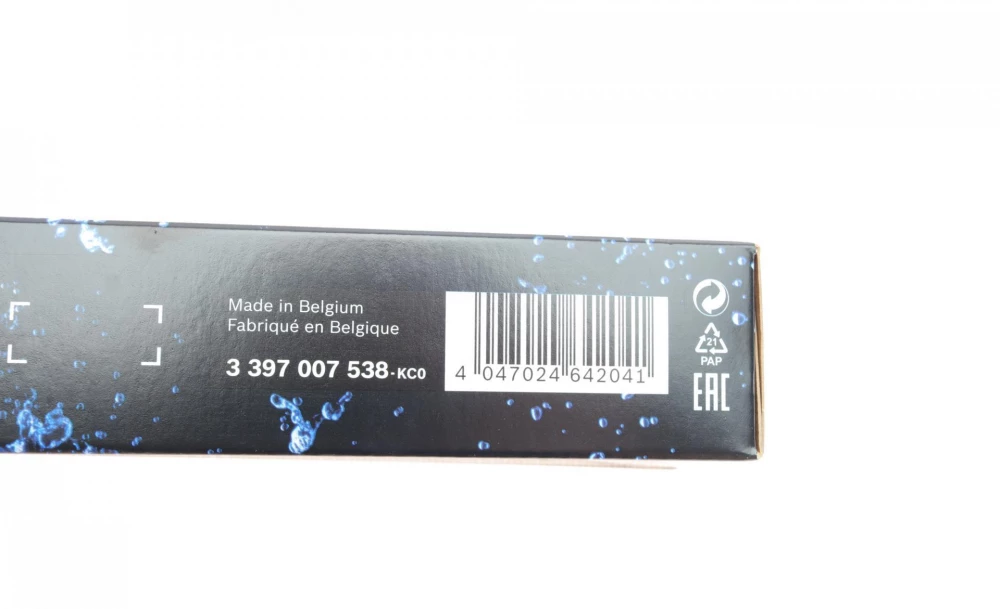 Made in Belgium
Fabriqué en Belgique
3 397 007 538-KC0
4 047024 642041
21
PAP
EAC